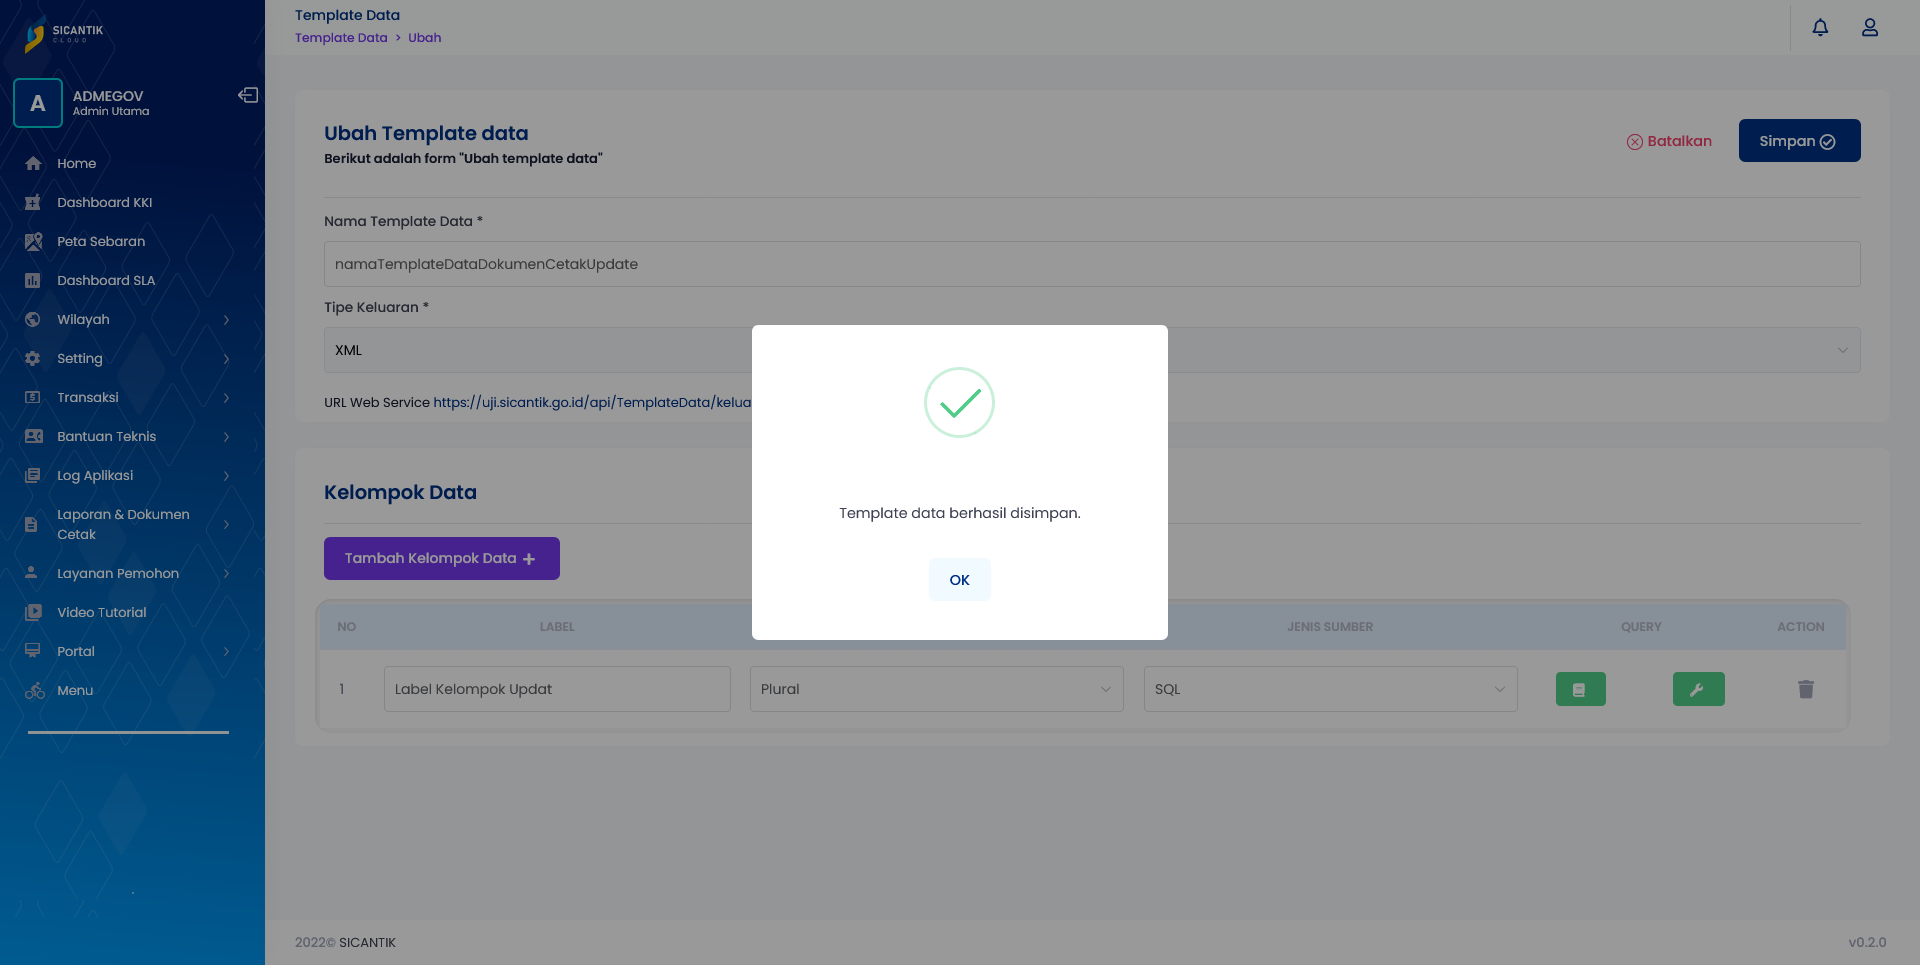 SICANTIK
CLOUD
A
ADMEGOV
Admin Utama
Home
Dashboard KKI
Peta Sebaran
Dashboard SLA
Wilayah
Setting
Transaksi
Bantuan Teknis
Log Aplikasi
Laporan & Dokumen
Cetak
Layanan Pemohon
Video Tutorial
Portal
Menu
Template Data
Template Data > Ubah
Ubah Template data
Berikut adalah form "Ubah template data"
Batalkan
Simpan
Nama Template Data *
namaTemplateDataDokumenCetakUpdate
Tipe Keluaran *
XML
URL Web Service https://uji.sicantik.go.id/api/TemplateData/kelua
Template data berhasil disimpan.
OK
Kelompok Data
Tambah Kelompok Data +
NO LABEL JENIS SUMBER QUERY ACTION
1 Label Kelompok Updat Plural SQL
2022© SICANTIK
v0.2.0